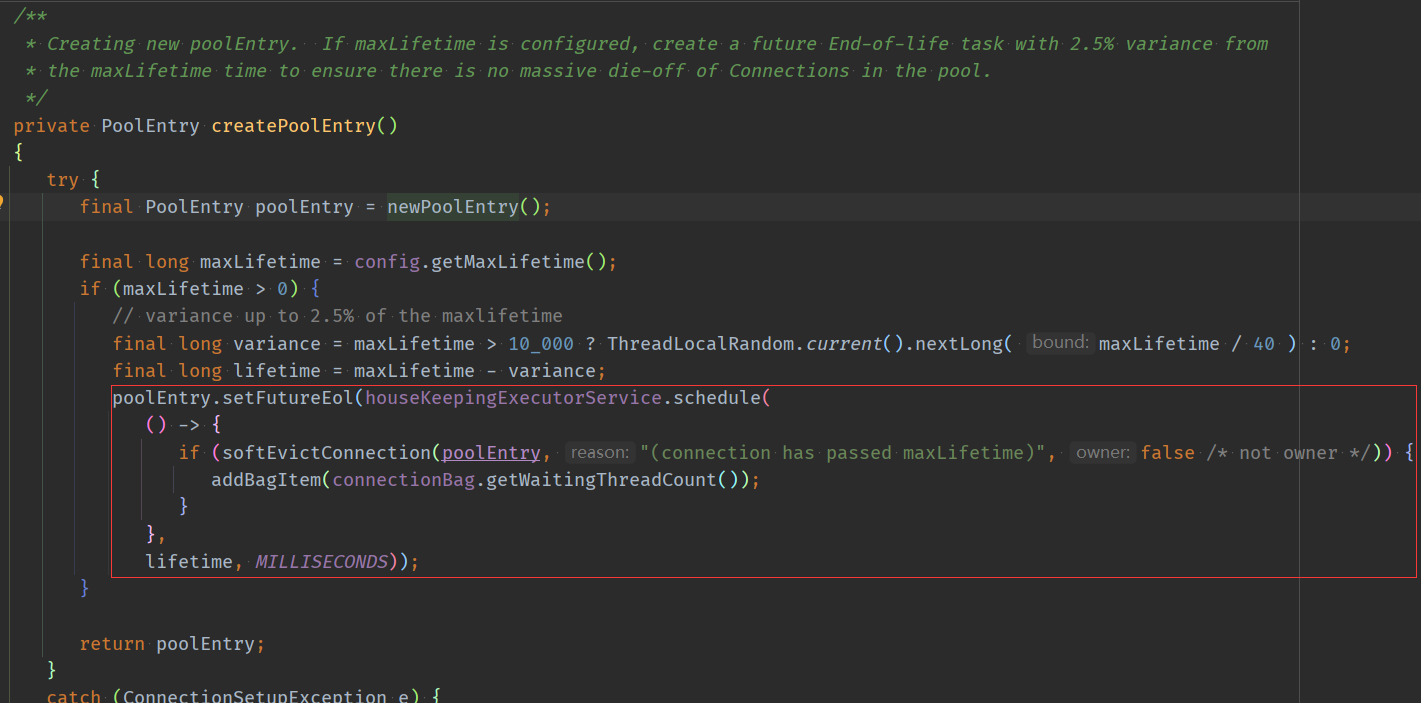 /**
 * Creating new poolEntry.  If maxLifetime is configured, create a future End-of-life task with 2.5% variance from
 * the maxLifetime time to ensure there is no massive die-off of Connections in the pool.
 */
private PoolEntry createPoolEntry()
{
   try {
      final PoolEntry poolEntry = newPoolEntry();

      final long maxLifetime = config.getMaxLifetime();
      if (maxLifetime > 0) {
         // variance up to 2.5% of the maxlifetime
         final long variance = maxLifetime > 10_000 ? ThreadLocalRandom.current().nextLong( bound: maxLifetime / 40 ) : 0;
         final long lifetime = maxLifetime - variance;
         poolEntry.setFutureEol(houseKeepingExecutorService.schedule(
            () -> {
               if (softEvictConnection(poolEntry, reason: "(connection has passed maxLifetime)", owner: false /* not owner */)) {
                  addBagItem(connectionBag.getWaitingThreadCount());
               }
            },
            lifetime, MILLISECONDS));
      }

      return poolEntry;
   }
   catch (ConnectionSetupException e) {